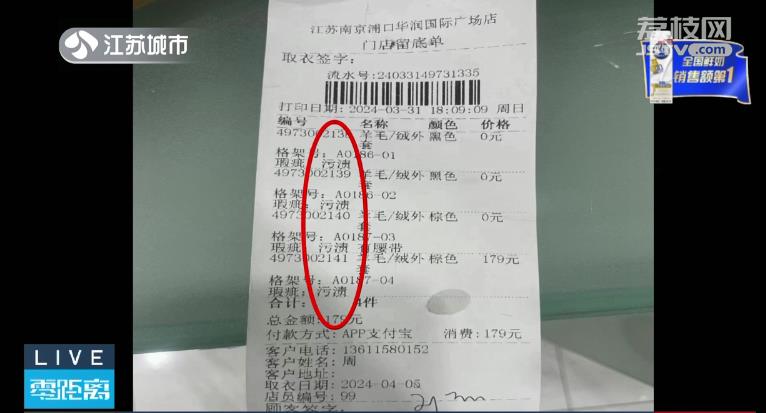 江苏城市
荔枝网
jstv.com
全国鲜奶
销售额第1
江苏南京浦口华润国际广场店
门店留底单
取衣签字：
流水号:24033149731335
打印日期:2024-03-31 18:09:09 周日
编号 名称 颜色 价格
4973002138 羊毛/绒外 黑色 0元
套
格架号：A0186-01
瑕疵：污渍
4973002139 羊毛/绒外 黑色 0元
套
格架号：A0186-02
瑕疵：污渍
4973002140 羊毛/绒外 棕色 0元
套
格架号：A0187-03
瑕疵：污渍 有腰带
4973002141 羊毛/绒外 棕色 179元
套
格架号：A0187-04
瑕疵：污渍
合计： 4件
总金额:179元
付款方式：APP支付宝 消费:179元
客户电话：13611580152
客户姓名：周
客户地址：
取衣日期：2024-04-05
店员编号：99
顾客签字：
LIVE
零距离